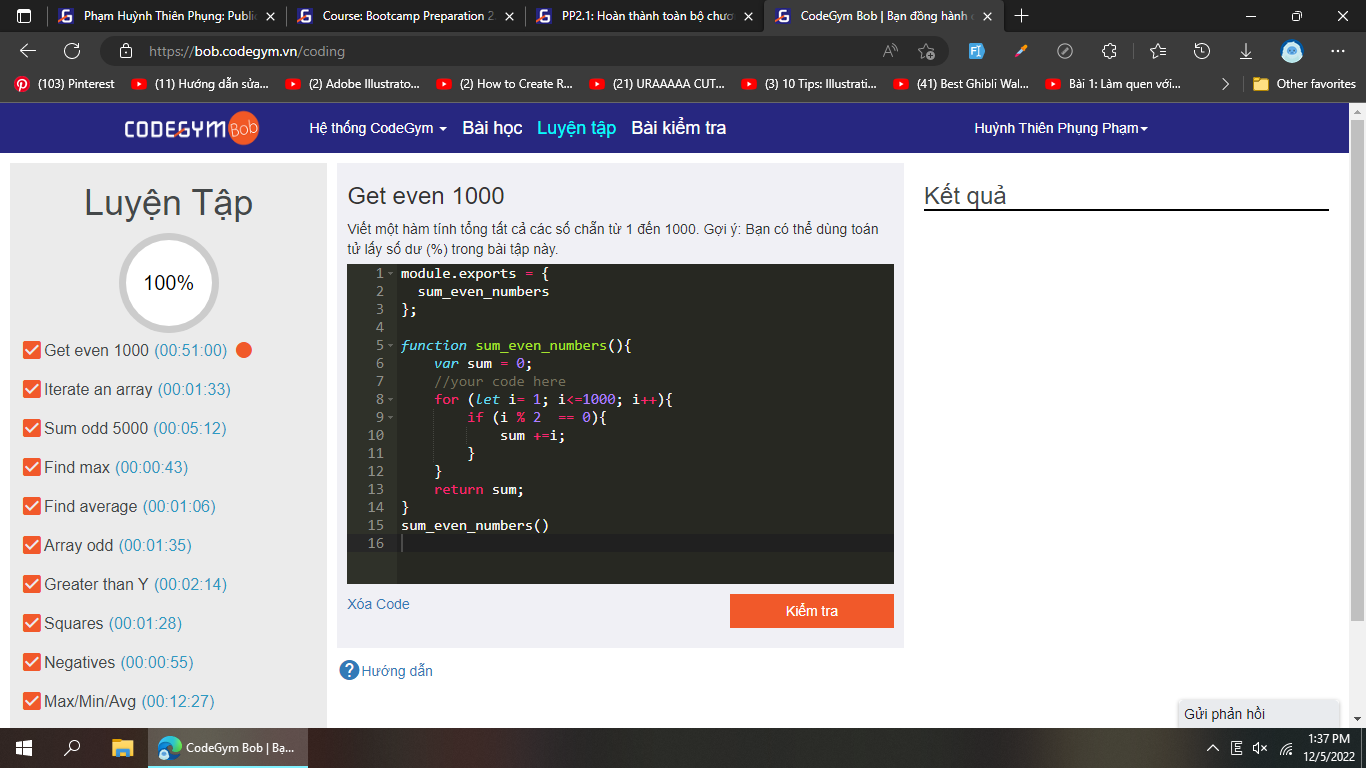 Phạm Huỳnh Thiên Phụng: Public
Course: Bootcamp Preparation 2.
PP2.1: Hoàn thành toàn bộ chươ
CodeGym Bob | Bạn đồng hành
https://bob.codegym.vn/coding
(103) Pinterest
(11) Hướng dẫn sửa...
(2) Adobe Illustrato...
(2) How to Create R...
(21) URAAAAA CUT...
(3) 10 Tips: Illustrati...
(41) Best Ghibli Wal...
Bài 1: Làm quen với...
Other favorites
CODEGYM Bob
Hệ thống CodeGym
Bài học
Luyện tập
Bài kiểm tra
Huỳnh Thiên Phụng Phạm
Luyện Tập
100%
Get even 1000 (00:51:00)
Iterate an array (00:01:33)
Sum odd 5000 (00:05:12)
Find max (00:00:43)
Find average (00:01:06)
Array odd (00:01:35)
Greater than Y (00:02:14)
Squares (00:01:28)
Negatives (00:00:55)
Max/Min/Avg (00:12:27)
Get even 1000
Viết một hàm tính tổng tất cả các số chẵn từ 1 đến 1000. Gợi ý: Bạn có thể dùng toán
tử lấy số dư (%) trong bài tập này.
1 module.exports = {
2 sum_even_numbers
3 };
4
5 function sum_even_numbers(){
6 var sum = 0;
7 //your code here
8 for (let i= 1; i<=1000; i++){
9 if (i % 2  == 0){
10 sum +=i;
11 }
12 }
13 return sum;
14 }
15 sum_even_numbers()
16
Xóa Code
Kiểm tra
? Hướng dẫn
Kết quả
Gửi phản hồi
CodeGym Bob | Bạ...
1:37 PM
12/5/2022